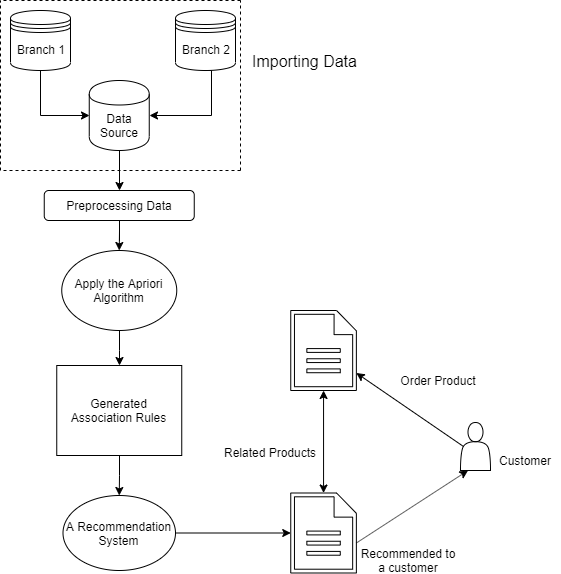 Branch 1
Branch 2
Importing Data
Data
Source
Preprocessing Data
Apply the Apriori
Algorithm
Generated
Association Rules
Order Product
Related Products
Customer
A Recommendation
System
Recommended to
a customer